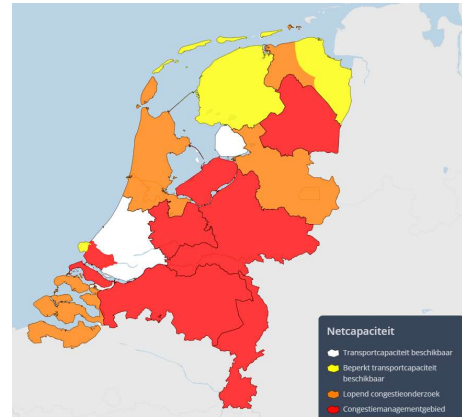 Netcapaciteit
Transportcapaciteit beschikbaar
Beperkt transportcapaciteit
beschikbaar
Lopend congestieonderzoek
Congestiemanagementgebied